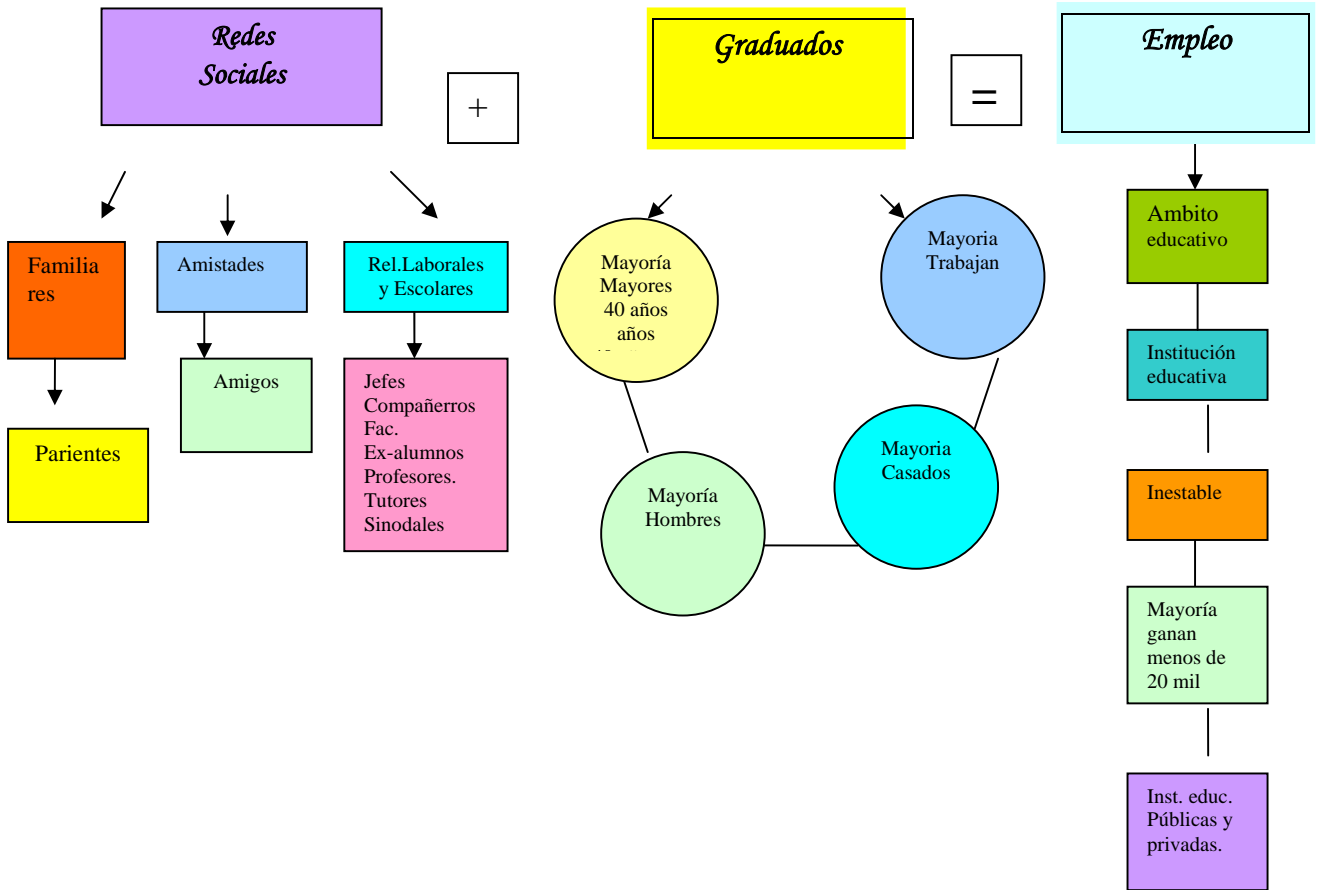 Redes
Sociales
+
Graduados
=
Empleo
Familia
res
Parientes
Amistades
Amigos
Rel.Laborales
y Escolares
Jefes
Compañerros
Fac.
Ex-alumnos
Profesores.
Tutores
Sinodales
Mayoría
Mayores
40 años
años
Mayoría
Hombres
Mayoria
Casados
Mayoria
Trabajan
Ambito
educativo
Institución
educativa
Inestable
Mayoría
ganan
menos de
20 mil
Inst. educ.
Públicas y
privadas.